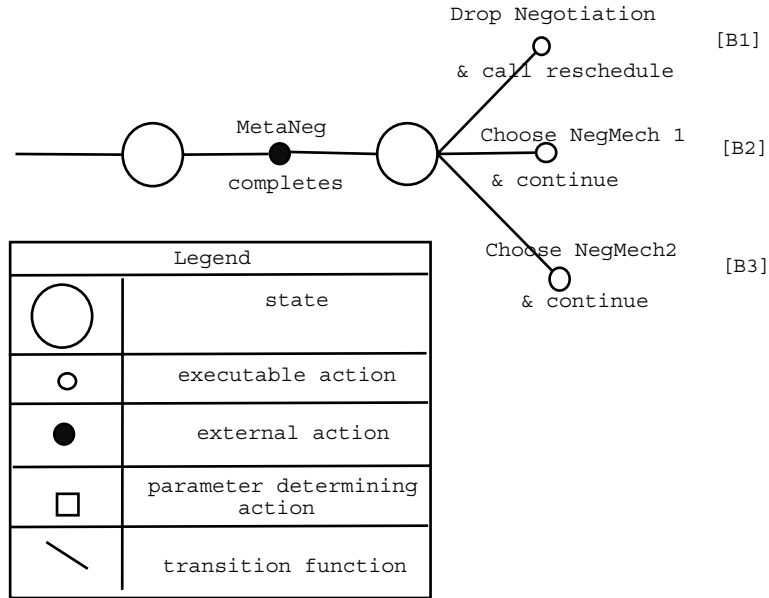 Drop Negotiation
[B1]
& call reschedule
MetaNeg
Choose NegMech 1
[B2]
completes
& continue
Choose NegMech2
[B3]
& continue
Legend
state
executable action
external action
parameter determining
action
transition function